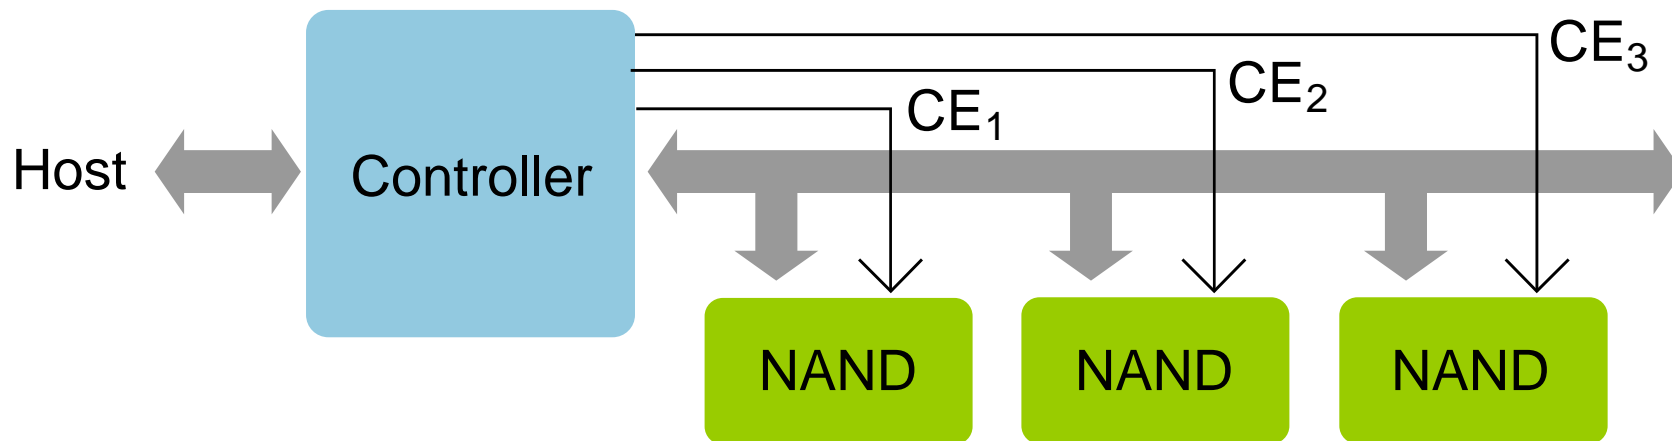 CE₃
CE₂
CE₁
Host
Controller
NAND NAND NAND